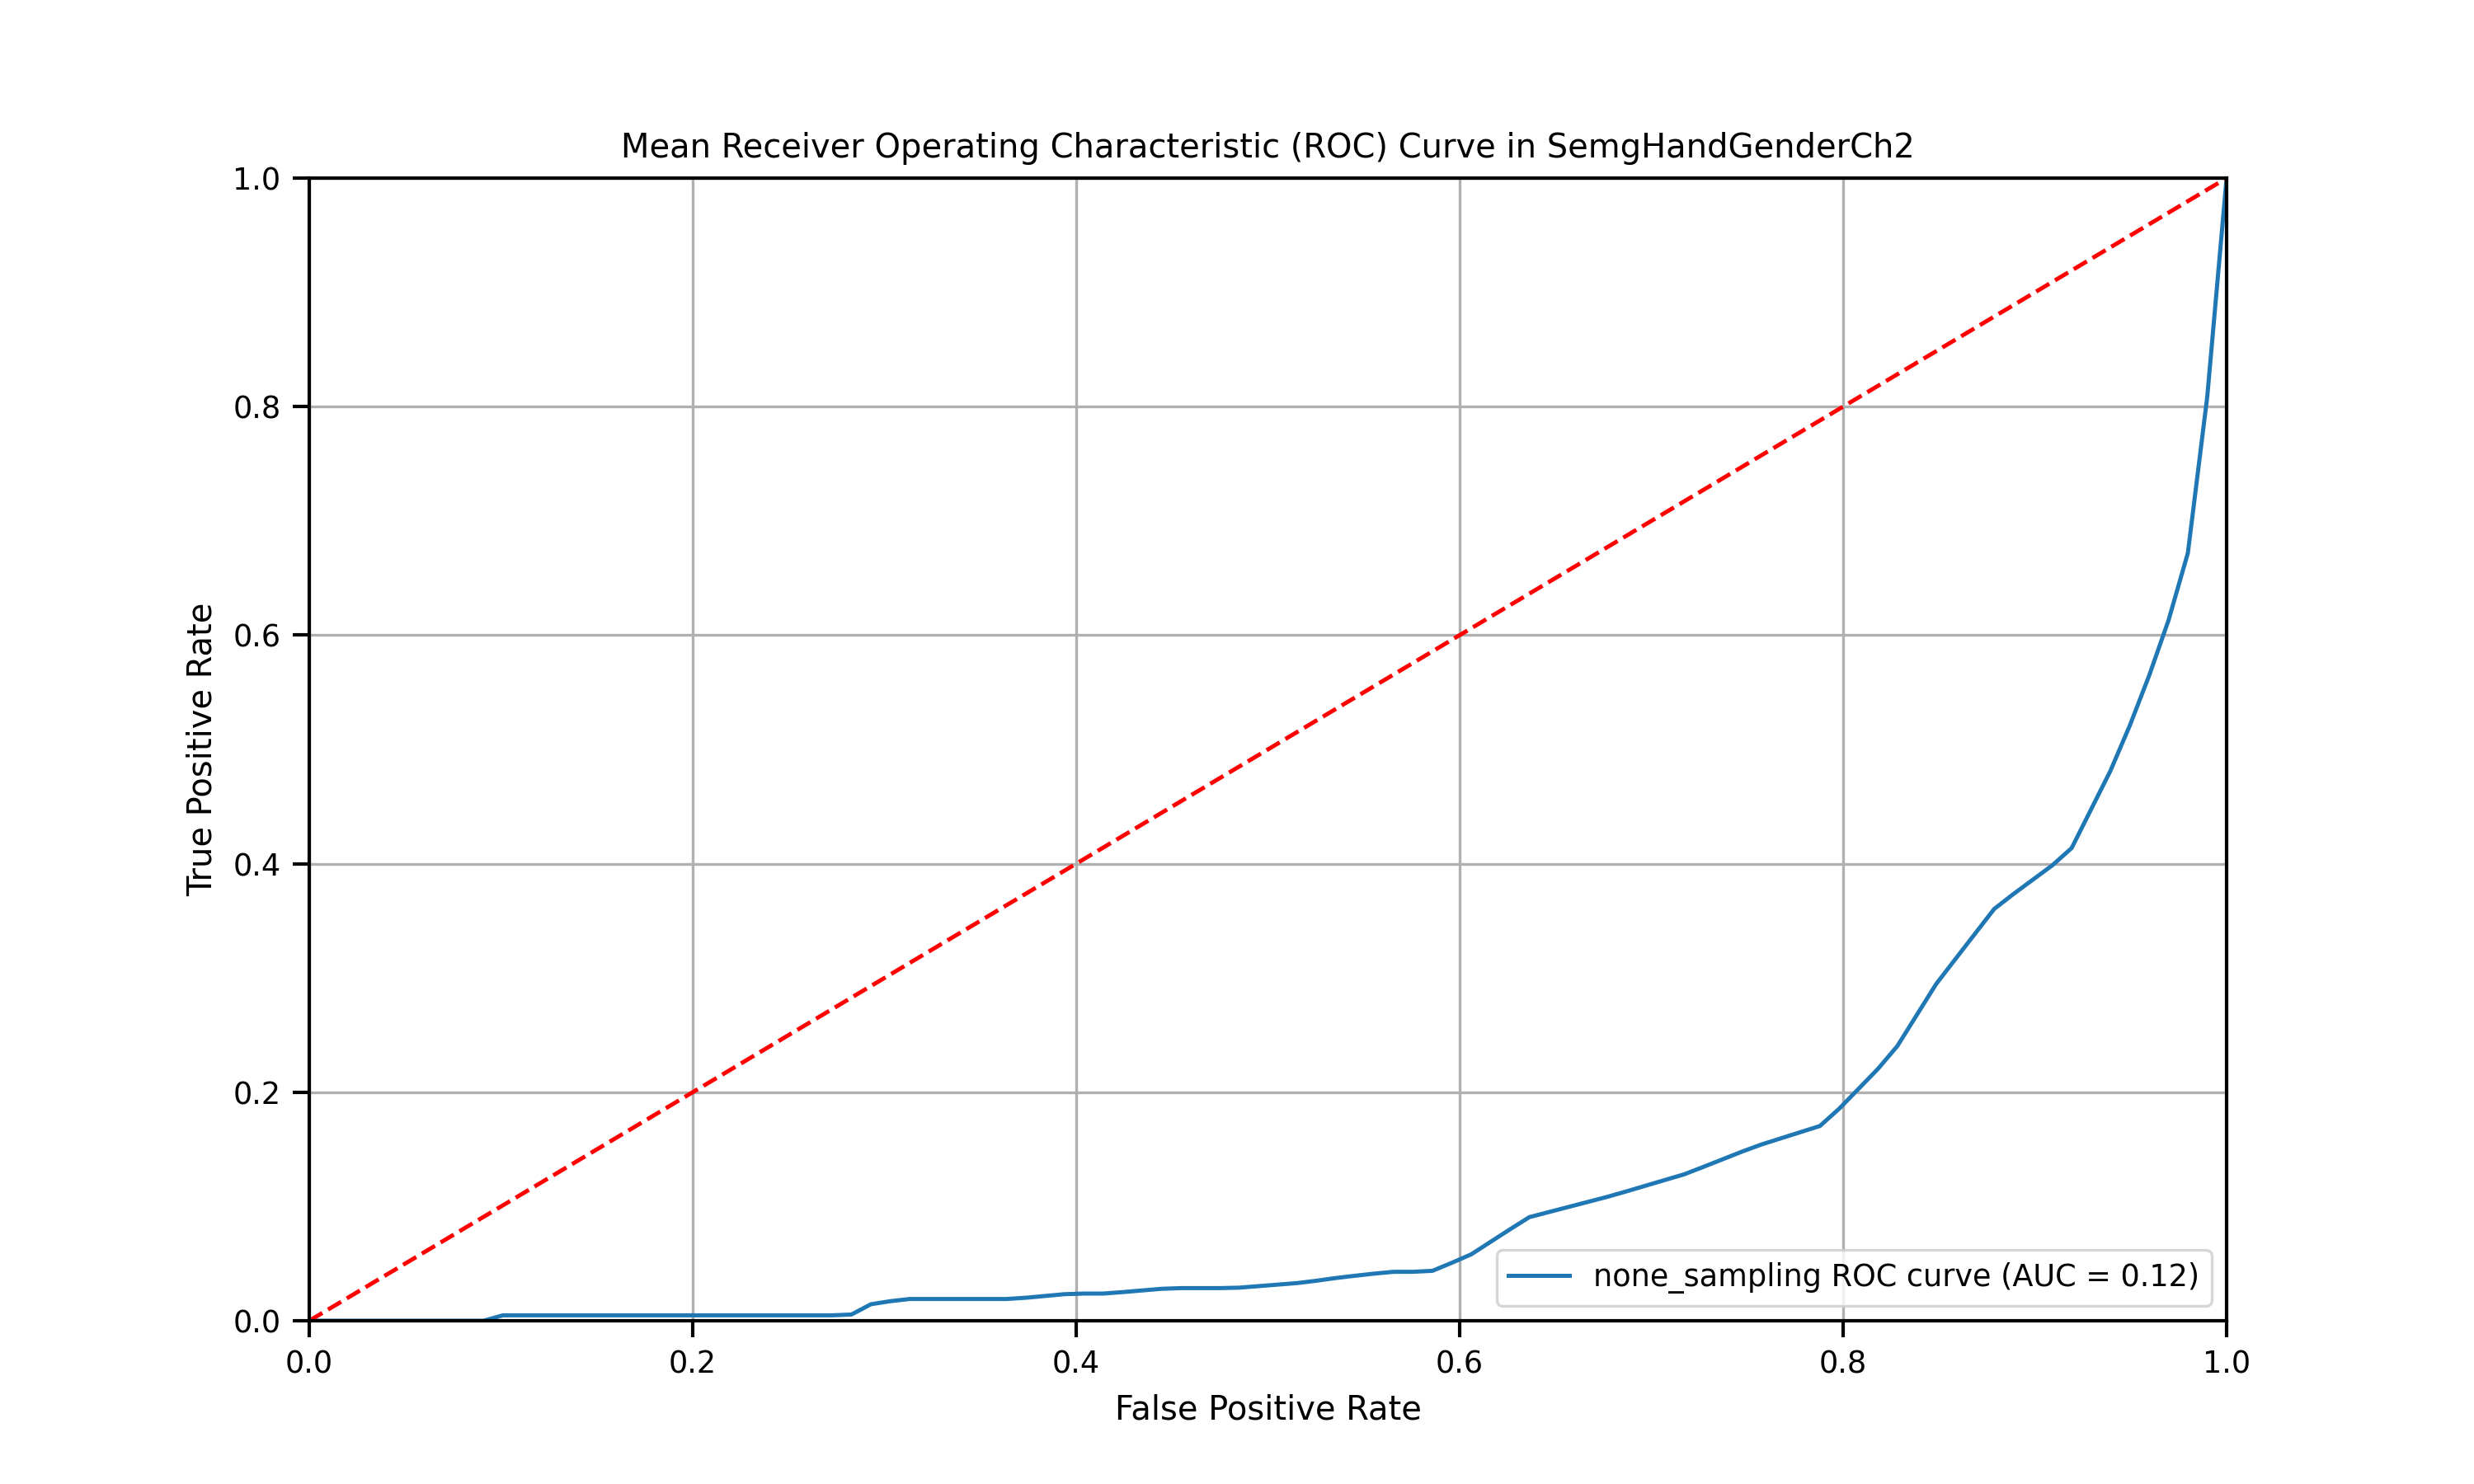 Mean Receiver Operating Characteristic (ROC) Curve in SemgHandGenderCh2
1.0
0.8
0.6
0.4
0.2
0.0
True Positive Rate
none_sampling ROC curve (AUC = 0.12)
0.0 0.2 0.4 0.6 0.8 1.0
False Positive Rate